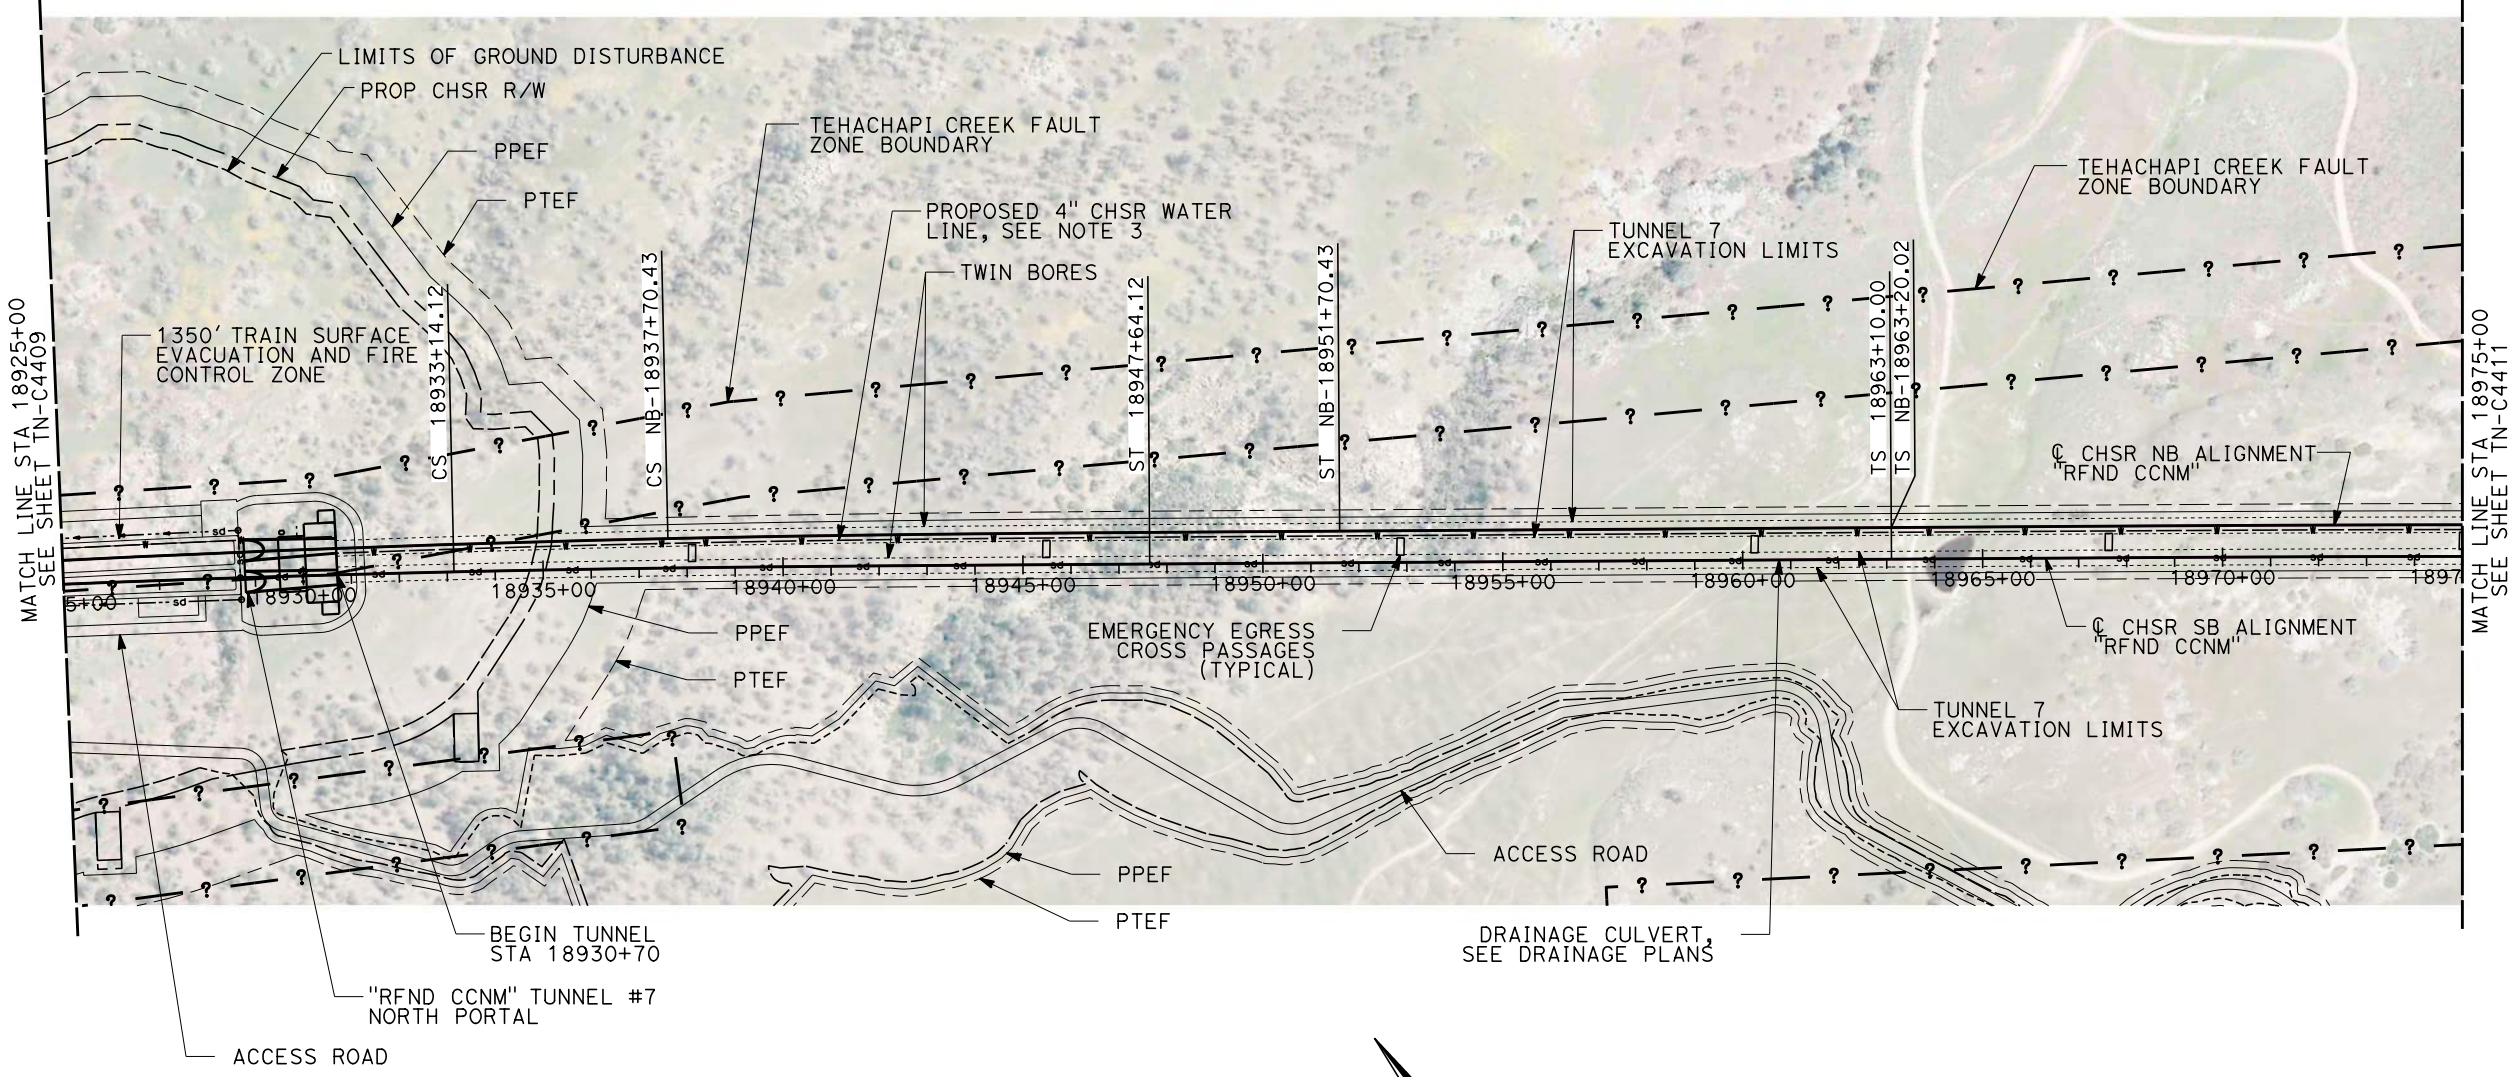 LIMITS OF GROUND DISTURBANCE
PROP CHSR R/W
PPEF
PTEF
TEHACHAPI CREEK FAULT
ZONE BOUNDARY
PROPOSED 4" CHSR WATER
LINE, SEE NOTE 3
TWIN BORES
TUNNEL 7
EXCAVATION LIMITS
TEHACHAPI CREEK FAULT
ZONE BOUNDARY
1350' TRAIN SURFACE
EVACUATION AND FIRE
CONTROL ZONE
MATCH LINE STA 18925+00
SEE SHEET TN-C4409
CS 18933+14.12
CS NB-18937+70.43
ST 18947+64.12
ST NB-18951+70.43
TS 18963+10.00
TS NB-18963+20.02
℄ CHSR NB ALIGNMENT
"RFND CCNM"
MATCH LINE STA 18975+00
SEE SHEET TN-C4411
5+00
18930+00
18935+00
18940+00
18945+00
18950+00
18955+00
18960+00
18965+00
18970+00
1897
PPEF
PTEF
EMERGENCY EGRESS
CROSS PASSAGES
(TYPICAL)
℄ CHSR SB ALIGNMENT
"RFND CCNM"
TUNNEL 7
EXCAVATION LIMITS
ACCESS ROAD
PPEF
PTEF
BEGIN TUNNEL
STA 18930+70
DRAINAGE CULVERT,
SEE DRAINAGE PLANS
"RFND CCNM" TUNNEL #7
NORTH PORTAL
ACCESS ROAD